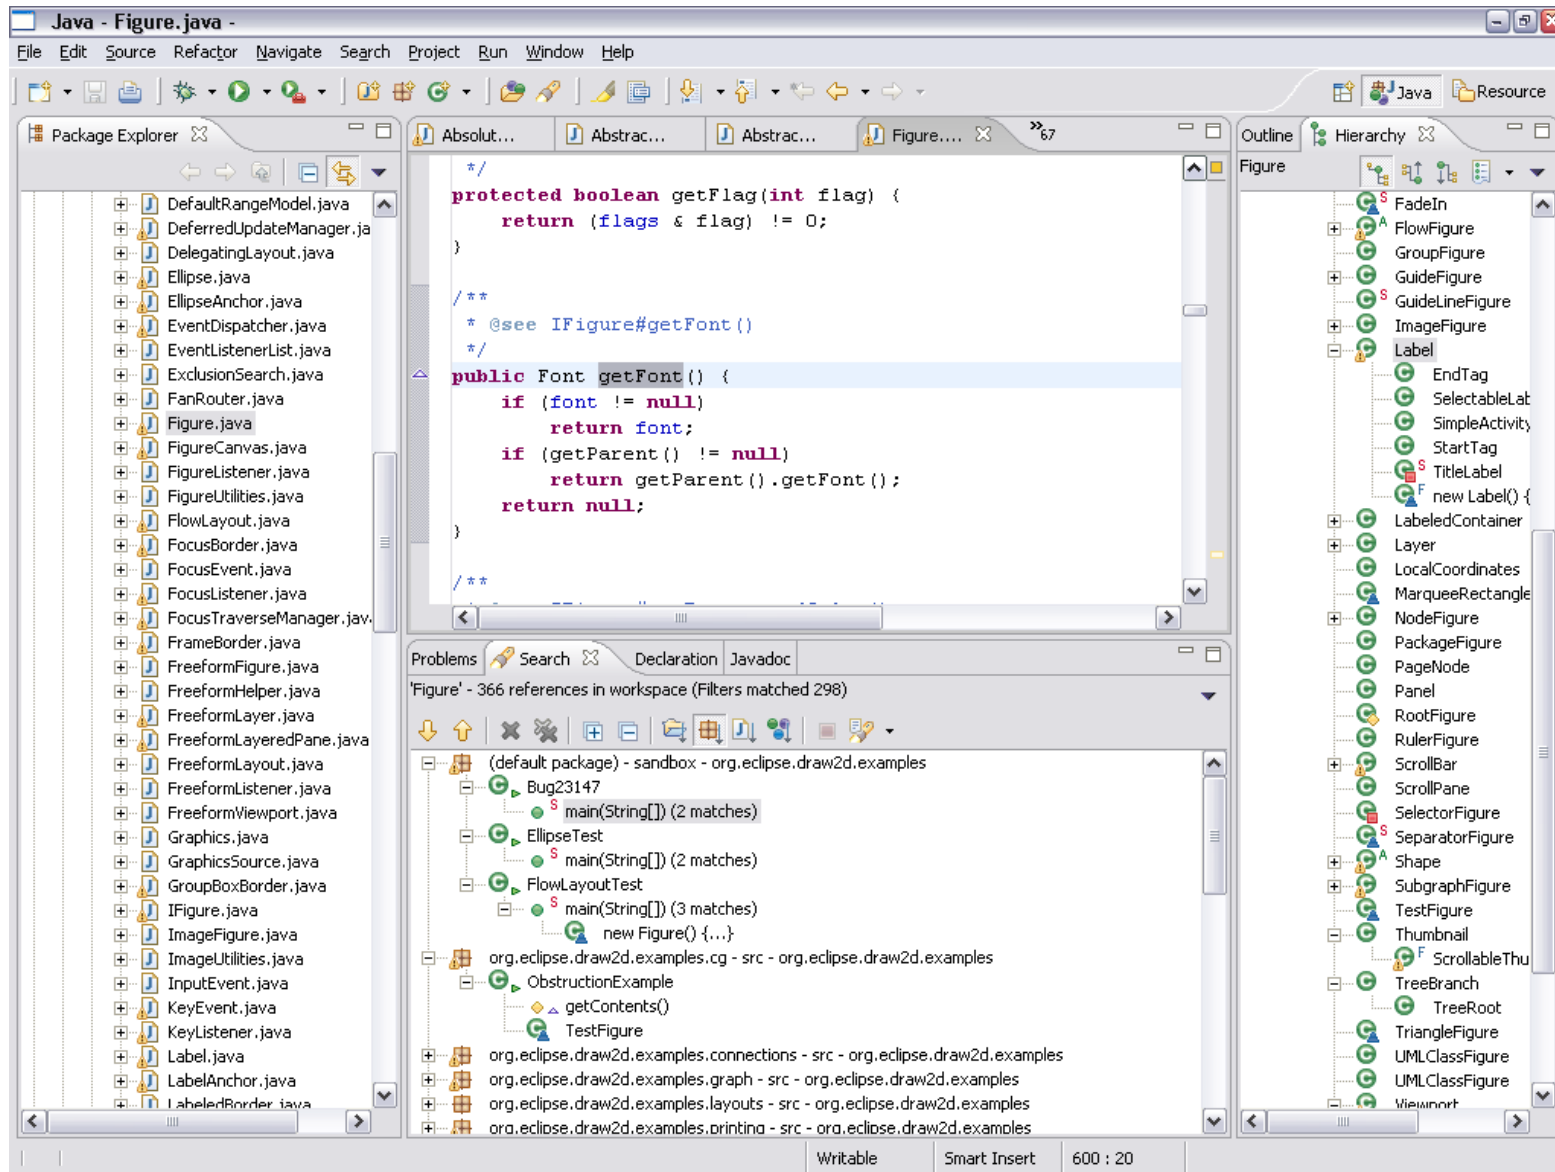 Java - Figure.java -
File Edit Source Refactor Navigate Search Project Run Window Help
Java Resource
Package Explorer
DefaultRangeModel.java
DeferredUpdateManager.ja
DelegatingLayout.java
Ellipse.java
EllipseAnchor.java
EventDispatcher.java
EventListenerList.java
ExclusionSearch.java
FanRouter.java
Figure.java
FigureCanvas.java
FigureListener.java
FigureUtilities.java
FlowLayout.java
FocusBorder.java
FocusEvent.java
FocusListener.java
FocusTraverseManager.jav
FrameBorder.java
FreeformFigure.java
FreeformHelper.java
FreeformLayer.java
FreeformLayeredPane.java
FreeformLayout.java
FreeformListener.java
FreeformViewport.java
Graphics.java
GraphicsSource.java
GroupBoxBorder.java
IFigure.java
ImageFigure.java
ImageUtilities.java
InputEvent.java
KeyEvent.java
KeyListener.java
Label.java
LabelAnchor.java
LabeledBorder.java
Absolut... Abstrac... Abstrac... Figure.... »67
*/
protected boolean getFlag(int flag) {
return (flags & flag) != 0;
}
/**
* @see IFigure#getFont()
*/
public Font getFont() {
if (font != null)
return font;
if (getParent() != null)
return getParent().getFont();
return null;
}
/**
Problems Search Declaration Javadoc
'Figure' - 366 references in workspace (Filters matched 298)
(default package) - sandbox - org.eclipse.draw2d.examples
Bug23147
main(String[]) (2 matches)
EllipseTest
main(String[]) (2 matches)
FlowLayoutTest
main(String[]) (3 matches)
new Figure() {...}
org.eclipse.draw2d.examples.cg - src - org.eclipse.draw2d.examples
ObstructionExample
getContents()
TestFigure
org.eclipse.draw2d.examples.connections - src - org.eclipse.draw2d.examples
org.eclipse.draw2d.examples.graph - src - org.eclipse.draw2d.examples
org.eclipse.draw2d.examples.layouts - src - org.eclipse.draw2d.examples
org.eclipse.draw2d.examples.printing - src - org.eclipse.draw2d.examples
Outline Hierarchy
Figure
FadeIn
FlowFigure
GroupFigure
GuideFigure
GuideLineFigure
ImageFigure
Label
EndTag
SelectableLab
SimpleActivity
StartTag
TitleLabel
new Label() {
LabeledContainer
Layer
LocalCoordinates
MarqueeRectangle
NodeFigure
PackageFigure
PageNode
Panel
RootFigure
RulerFigure
ScrollBar
ScrollPane
SelectorFigure
SeparatorFigure
Shape
SubgraphFigure
TestFigure
Thumbnail
ScrollableThu
TreeBranch
TreeRoot
TriangleFigure
UMLClassFigure
UMLClassFigure
Viewport
Writable Smart Insert 600 : 20